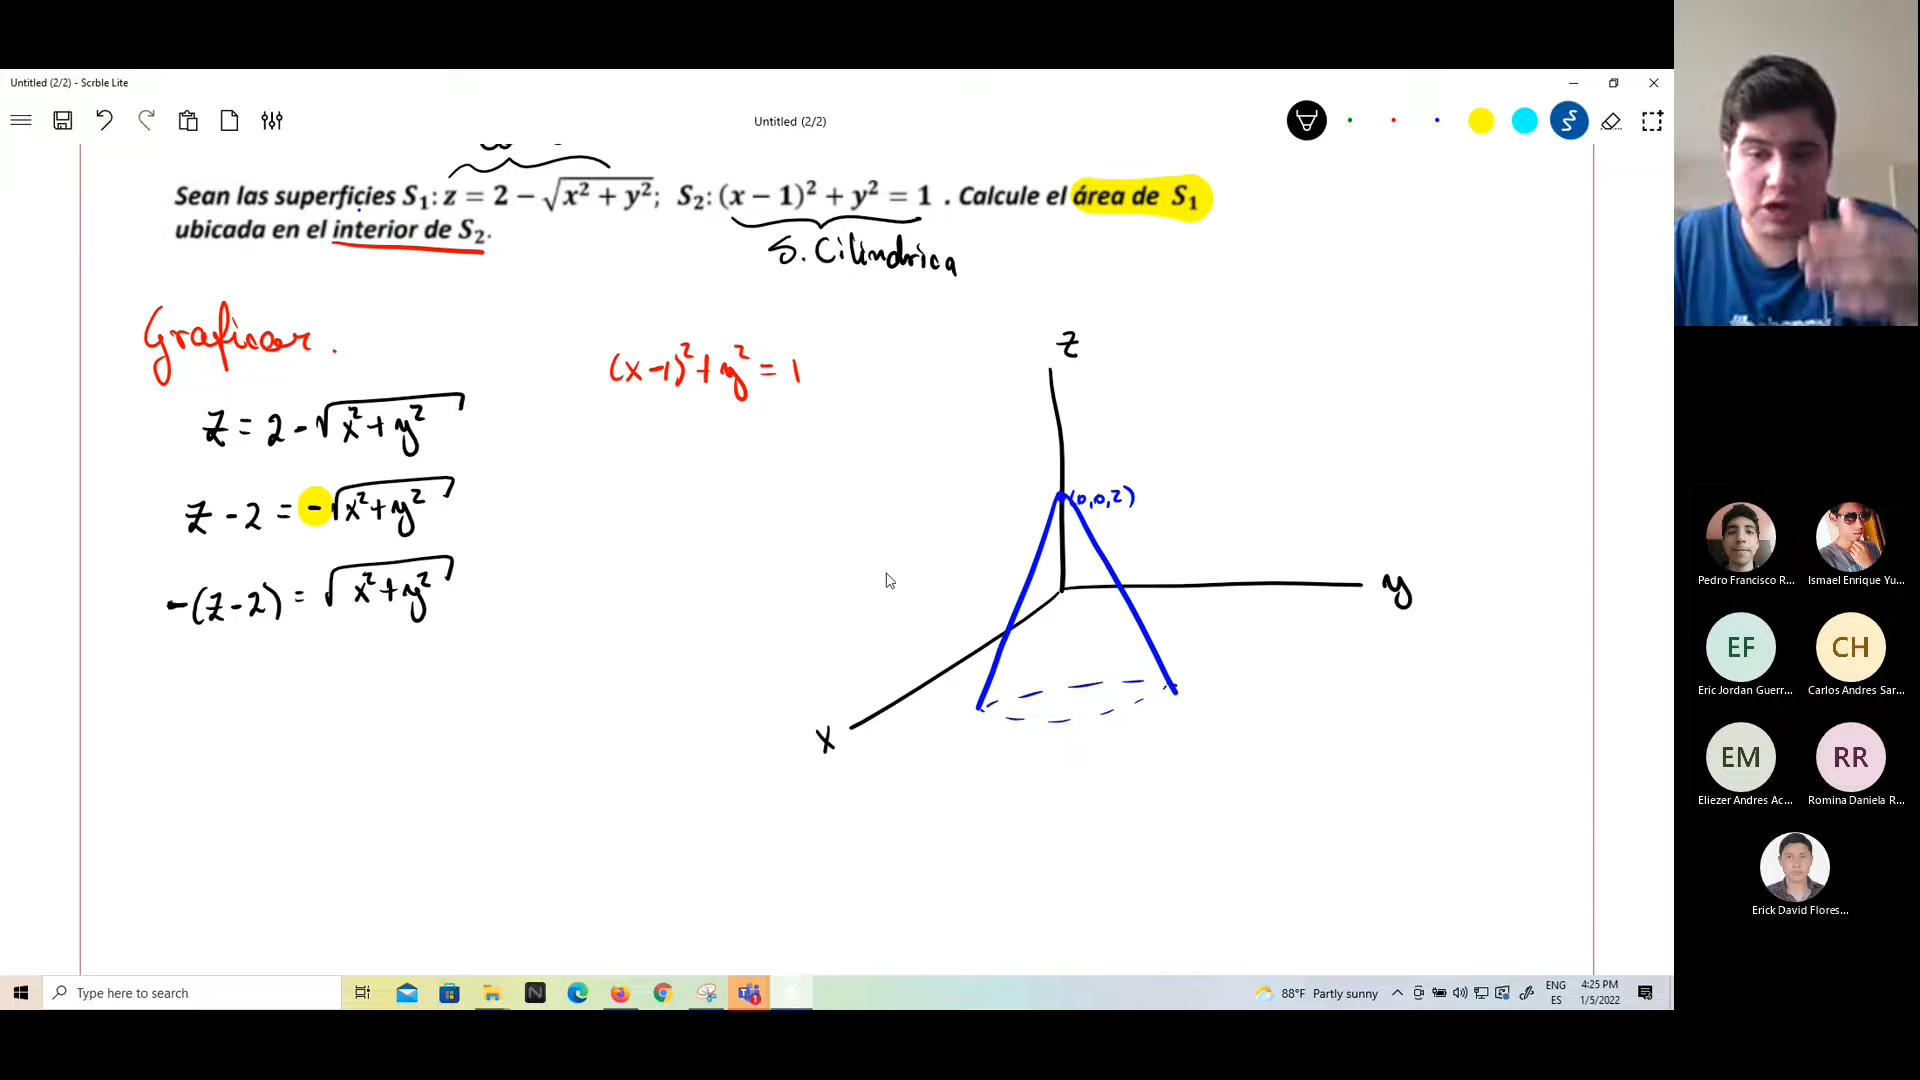 Untitled (2/2) - Scrble Lite
Untitled (2/2)
Sean las superficies S₁: z = 2 − √x² + y²; S₂: (x − 1)² + y² = 1 . Calcule el área de S₁
ubicada en el interior de S₂.
S. Cilindrica
Graficar.
(x-1)² + y² = 1
z = 2 - √x² + y²
z - 2 = -√x² + y²
-(z-2) = √x² + y²
z
(0,0,2)
y
x
Pedro Francisco R...
Ismael Enrique Yu...
EF
CH
Eric Jordan Guerr...
Carlos Andres Sar...
EM
RR
Eliezer Andres Ac...
Romina Daniela R...
Erick David Flores...
Type here to search
88°F Partly sunny
ENG
ES
4:25 PM
1/5/2022